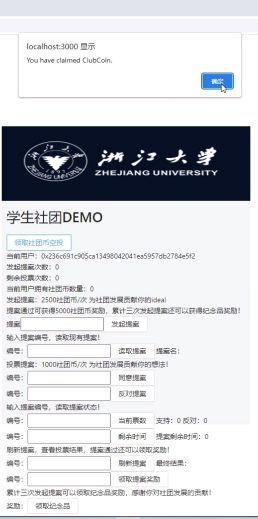 localhost:3000 显示
You have claimed ClubCoin.
确定
浙江大学
ZHEJIANG UNIVERSITY
学生社团DEMO
领取社团币空投
当前用户：0x236c691c905ca13498042041ea5957db2784e5f2
发起提案次数：0
剩余投票次数：0
当前用户拥有社团币数量：0
发起提案：2500社团币/次 为社团发展贡献你的idea!
提案通过可获得5000社团币奖励，累计三次发起提案还可以获得纪念品奖励！
提案 发起提案
输入提案编号，读取现有提案！
编号： 读取提案 提案名：
投票提案：1000社团币/次 为社团发展贡献你的想法！
编号： 同意提案
编号： 反对提案
输入提案编号，读取提案状态！
编号： 当前票数 支持：0 反对：0
编号： 剩余时间 提案剩余时间：0
刷新提案，查看投票结果，提案通过还可以领取奖励！
编号： 刷新提案 最终结果：
编号： 领取提案奖励
累计三次发起提案可以领取纪念品奖励，感谢你对社团发展的贡献！
奖励： 领取纪念品